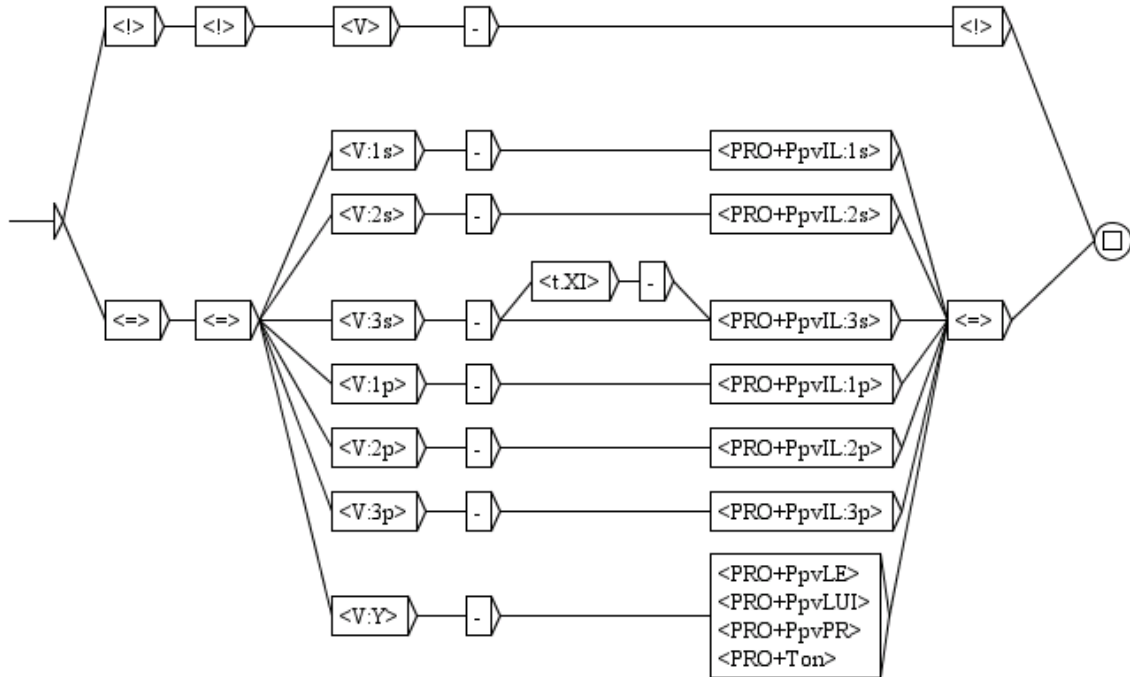 <!> <!> <V> - <!>
<V:1s> - <PRO+PpvIL:1s>
<V:2s> - <PRO+PpvIL:2s>
<t.XI> -
<=> <=> <V:3s> - <PRO+PpvIL:3s> <=>
<V:1p> - <PRO+PpvIL:1p>
<V:2p> - <PRO+PpvIL:2p>
<V:3p> - <PRO+PpvIL:3p>
<V:Y> -
<PRO+PpvLE>
<PRO+PpvLUI>
<PRO+PpvPR>
<PRO+Ton>